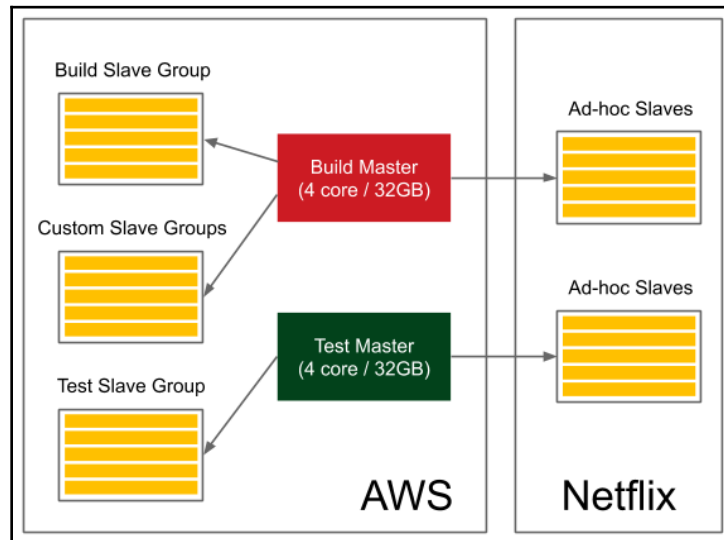 Build Slave Group
Ad-hoc Slaves
Build Master
(4 core / 32GB)
Custom Slave Groups
Ad-hoc Slaves
Test Master
(4 core / 32GB)
Test Slave Group
AWS
Netflix